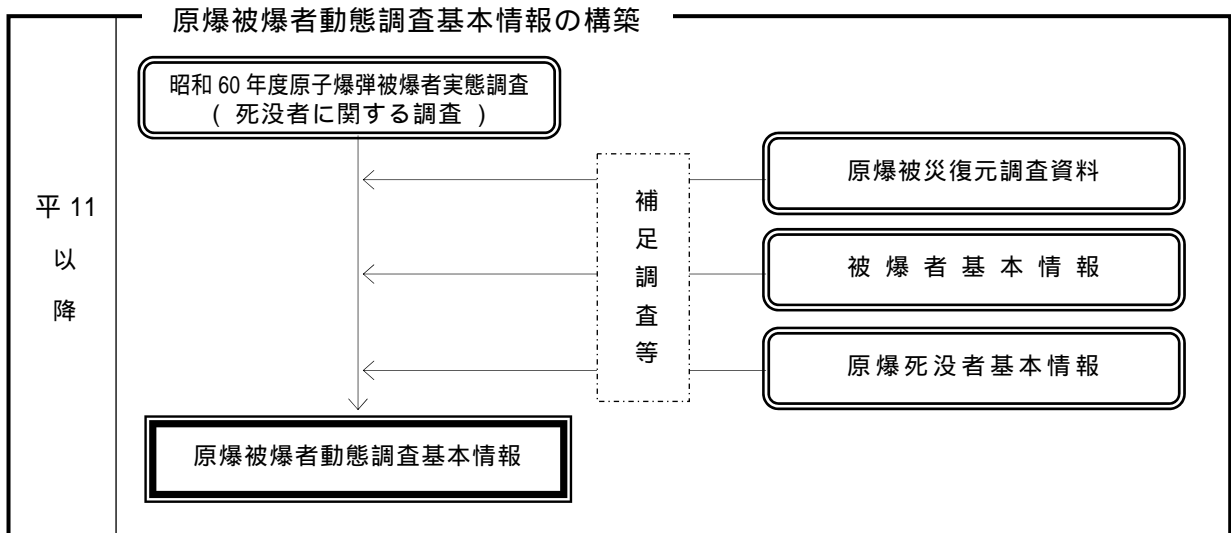 原爆被爆者動態調査基本情報の構築
平 11
以
降
昭和 60 年度原子爆弾被爆者実態調査
( 死没者に関する調査 )
補
足
調
査
等
原爆被災復元調査資料
被 爆 者 基 本 情 報
原爆死没者基本情報
原爆被爆者動態調査基本情報